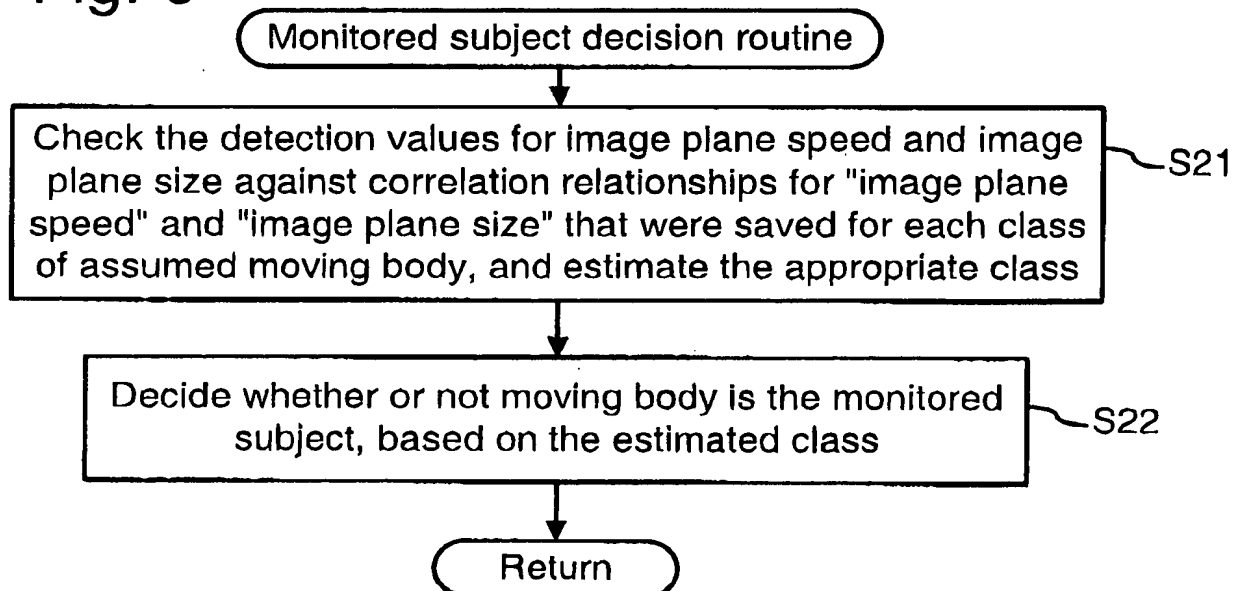 Fig.
Monitored subject decision routine
Check the detection values for image plane speed and image
plane size against correlation relationships for "image plane
speed" and "image plane size" that were saved for each class
of assumed moving body, and estimate the appropriate class
S21
Decide whether or not moving body is the monitored
subject, based on the estimated class
S22
Return